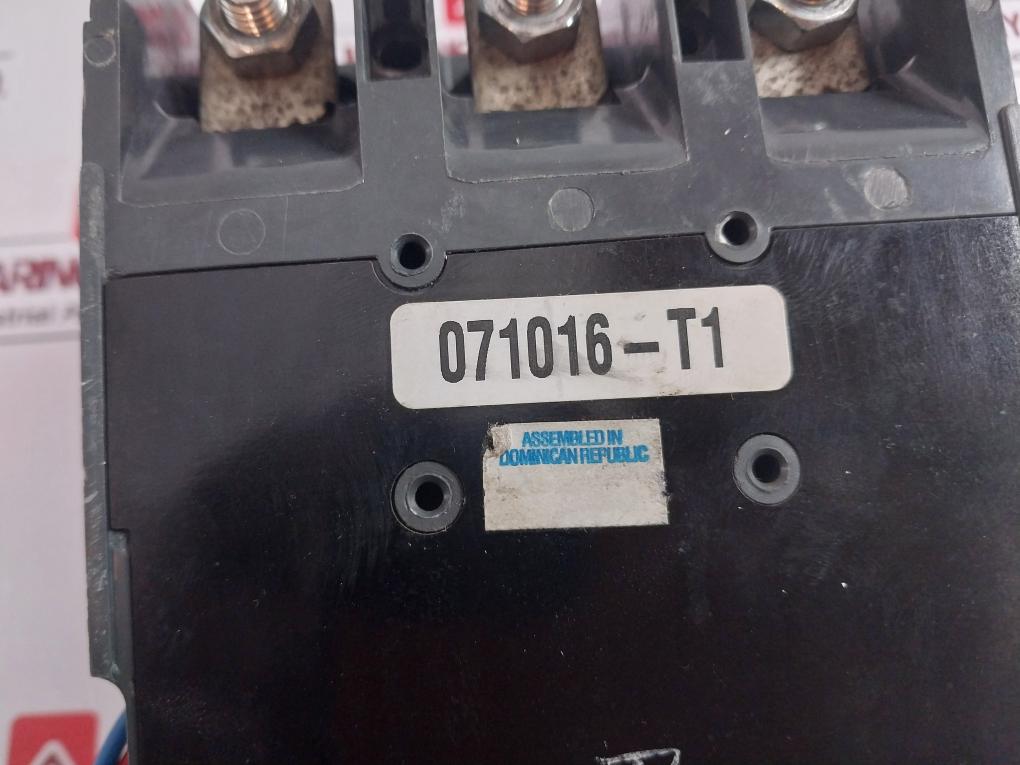 071016-T1
ASSEMBLED IN
DOMINICAN REPUBLIC